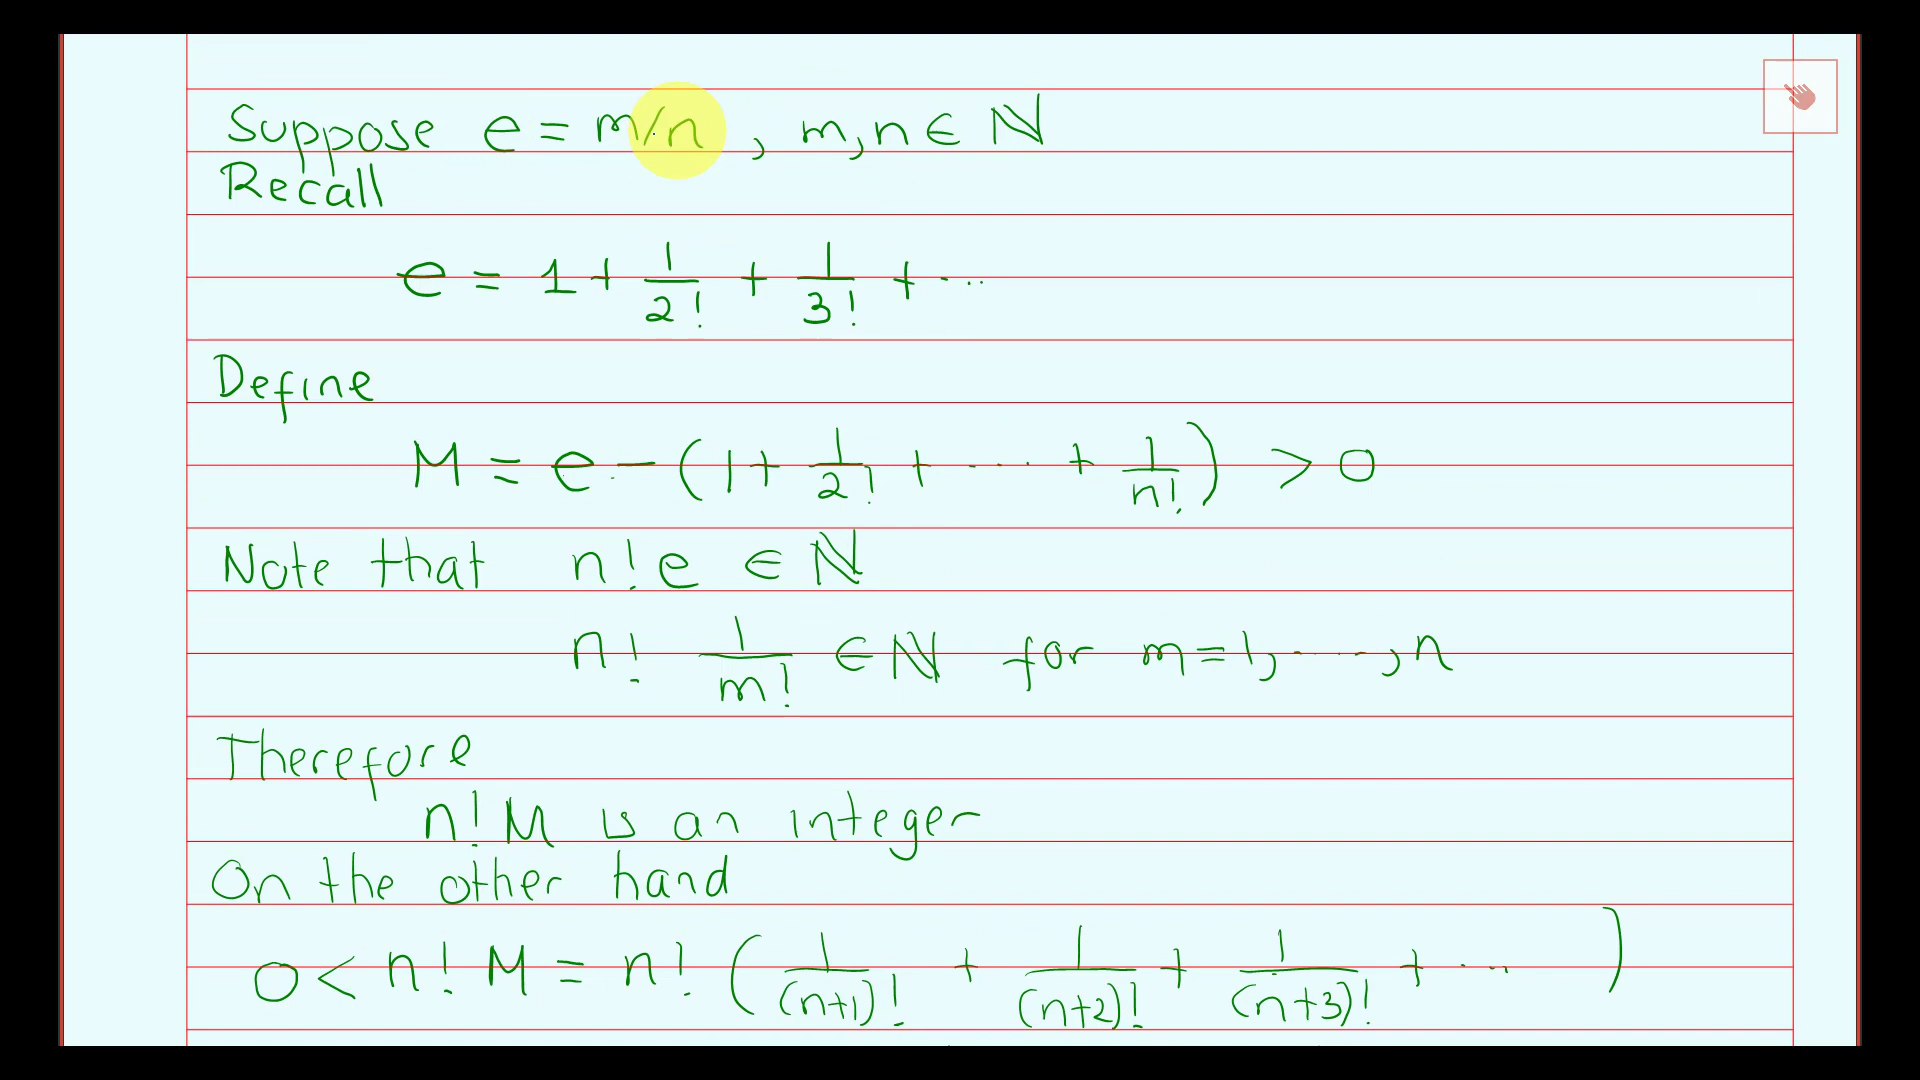 Suppose e = m/n , m,n ∈ ℕ
Recall
e = 1 + 1/2! + 1/3! + ...
Define
M = e - (1 + 1/2! + ... + 1/n!) > 0
Note that n!e ∈ ℕ
n! 1/m! ∈ ℕ for m=1,...,n
Therefore
n!M is an integer
On the other hand
0 < n! M = n! (1/(n+1)! + 1/(n+2)! + 1/(n+3)! + ... )